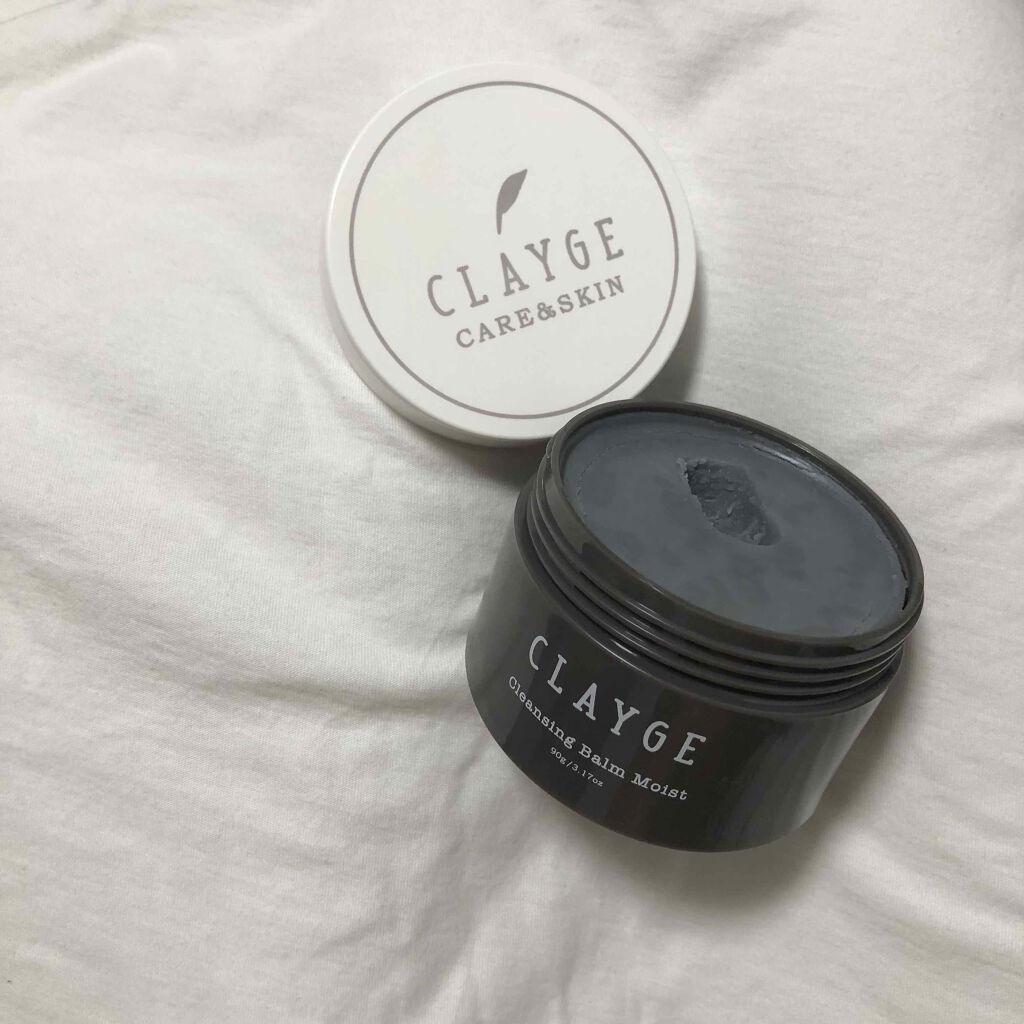 CLAYGE
CARE&SKIN
CLAYGE
Cleansing Balm Moist
90g/3.17oz